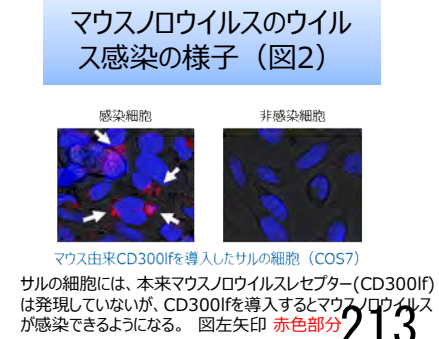 マウスノロウイルスのウイル
ス感染の様子（図2）
感染細胞 非感染細胞
マウス由来CD300lfを導入したサルの細胞（COS7）
サルの細胞には、本来マウスノロウイルスレセプター(CD300lf)
は発現していないが、CD300lfを導入するとマウスノロウイルス
が感染できるようになる。 図左矢印 赤色部分
213